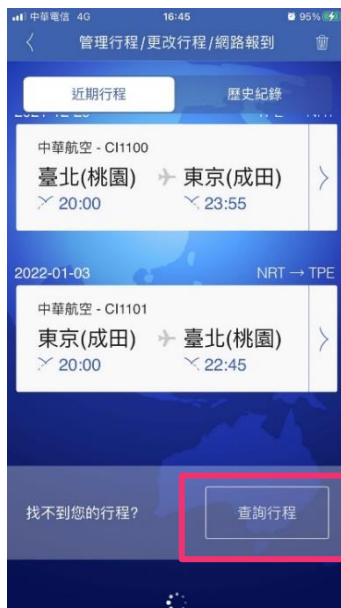 中華電信 4G 16:45 95%
管理行程/更改行程/網路報到
近期行程 歷史紀錄
中華航空 - CI1100
臺北(桃園) 東京(成田)
20:00 23:55
2022-01-03 NRT → TPE
中華航空 - CI1101
東京(成田) 臺北(桃園)
20:00 22:45
找不到您的行程? 查詢行程